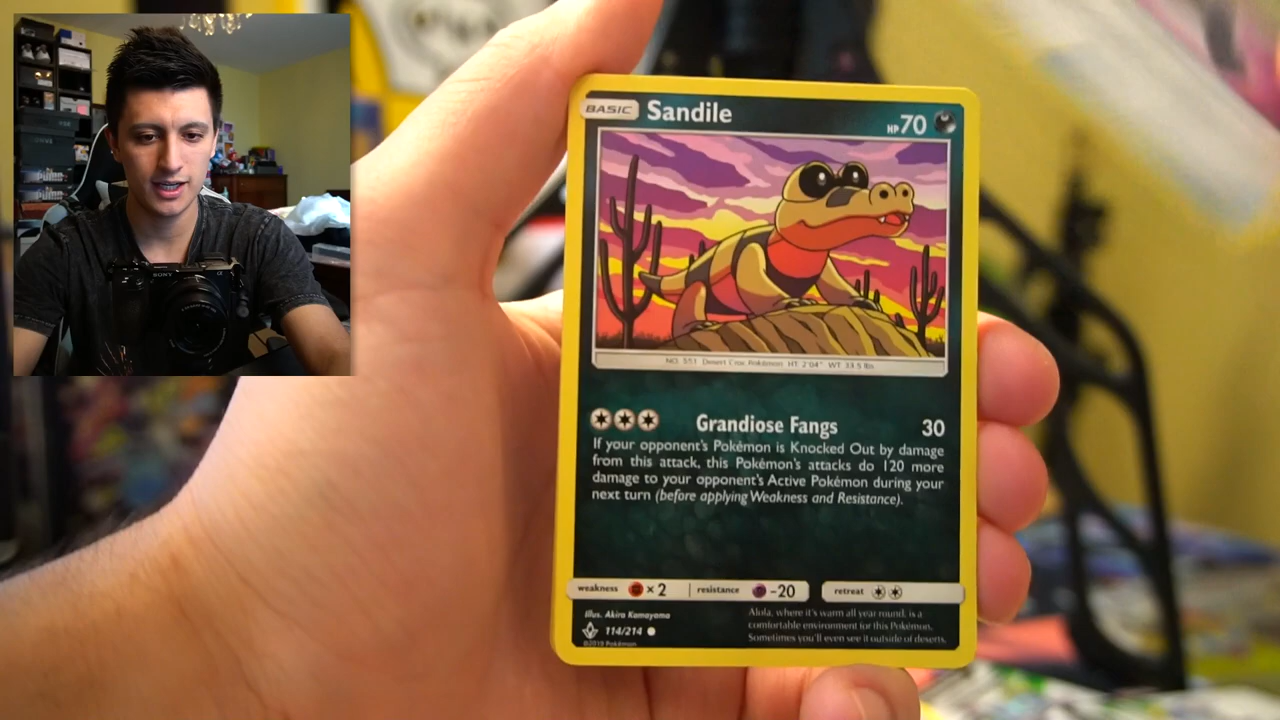 PUMA
SONY
BASIC Sandile HP70
NO. 551 Desert Croc Pokémon HT 2'04" WT 33.5 lbs
Grandiose Fangs 30
If your opponent's Pokémon is Knocked Out by damage
from this attack, this Pokémon's attacks do 120 more
damage to your opponent's Active Pokémon during your
next turn (before applying Weakness and Resistance).
weakness ×2 resistance -20 retreat
Illus. Akira Komayama
114/214
©2019 Pokémon
Alola, where it's warm all year round, is a
comfortable environment for this Pokémon.
Sometimes you'll even see it outside of deserts.